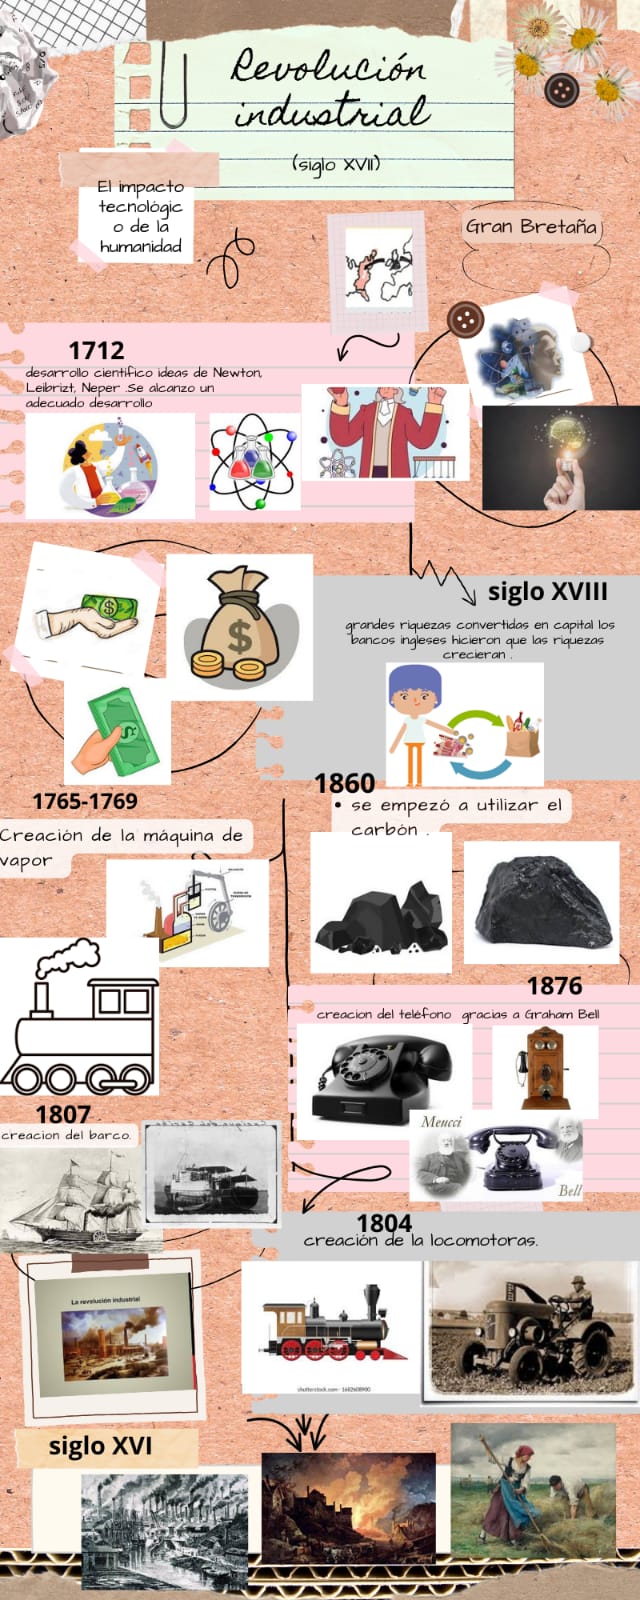 Revolución
industrial
(siglo XVII)
El impacto
tecnológic
o de la
humanidad
Gran Bretaña
1712
desarrollo cientifico ideas de Newton,
Leibrizt, Neper .Se alcanzo un
adecuado desarrollo
siglo XVIII
grandes riquezas convertidas en capital los
bancos ingleses hicieron que las riquezas
crecieran .
1765-1769
Creación de la máquina de
vapor
1860
• se empezó a utilizar el
carbón .
1876
creacion del teléfono gracias a Graham Bell
Meucci
Bell
1807
creacion del barco.
1804
creación de la locomotoras.
La revolución industrial
shutterstock.com · 1682608900
siglo XVI